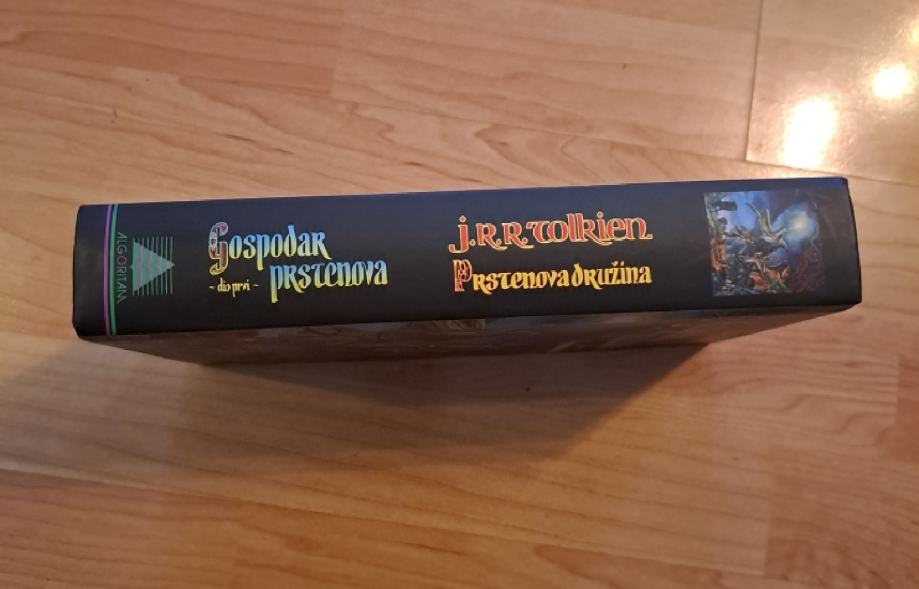 ALGORITAM
Gospodar
prstenova
~ dio prvi ~
J.R.R. Tolkien
Prstenova družina